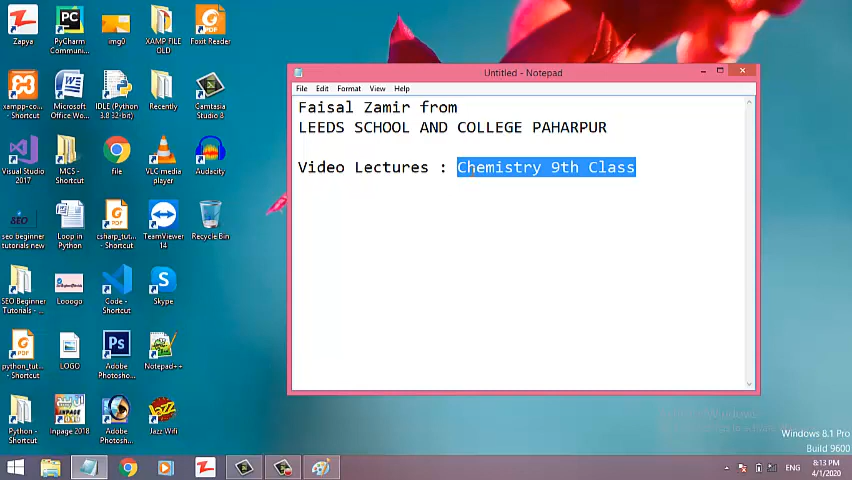 Zapya
PyCharm
Communi...
img0
XAMP FILE
OLD
Foxit Reader
xampp-co...
- Shortcut
Microsoft
Office Wo...
IDLE (Python
3.8 32-bit)
Recently
Camtasia
Studio 8
Visual Studio
2017
MCS -
Shortcut
file
VLC media
player
Audacity
SEO
seo beginner
tutorials new
Loop in
Python
csharp_tut...
- Shortcut
TeamViewer
14
Recycle Bin
SEO Beginner
Tutorials - ...
Looogo
Code -
Shortcut
Skype
python_tut...
- Shortcut
LOGO
Ps
Adobe
Photosho...
Notepad++
Python -
Shortcut
Inpage 2018
Adobe
Photosh...
Jazz Wifi
Untitled - Notepad
File Edit Format View Help
Faisal Zamir from
LEEDS SCHOOL AND COLLEGE PAHARPUR
Video Lectures : Chemistry 9th Class
Windows 8.1 Pro
Build 9600
ENG
8:13 PM
4/1/2020